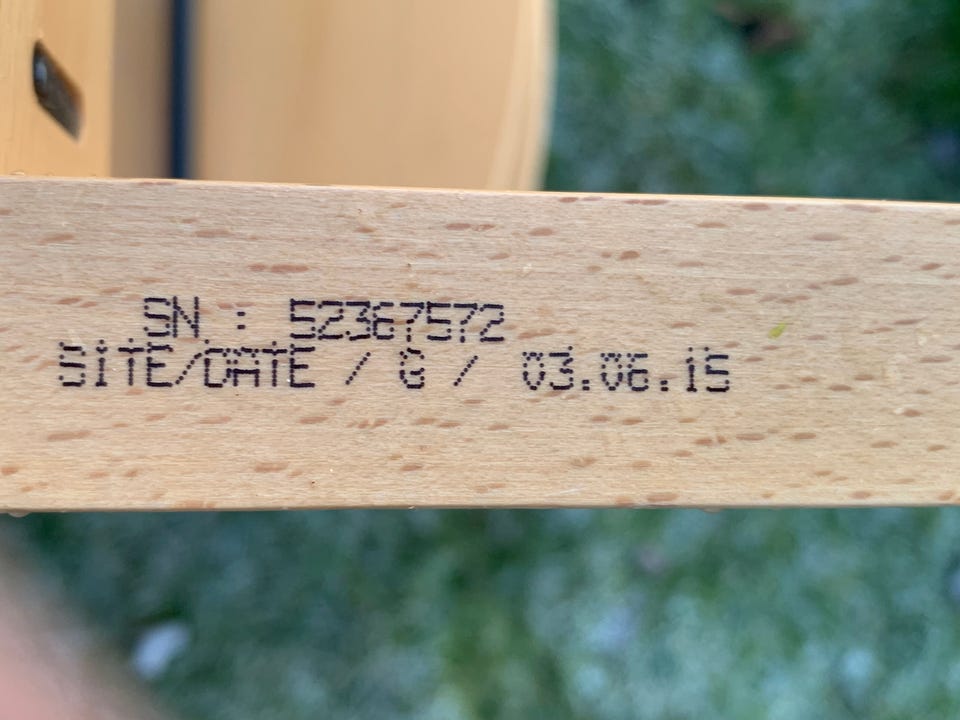 SN : 52367572
SITE/DATE / G / 03.06.15